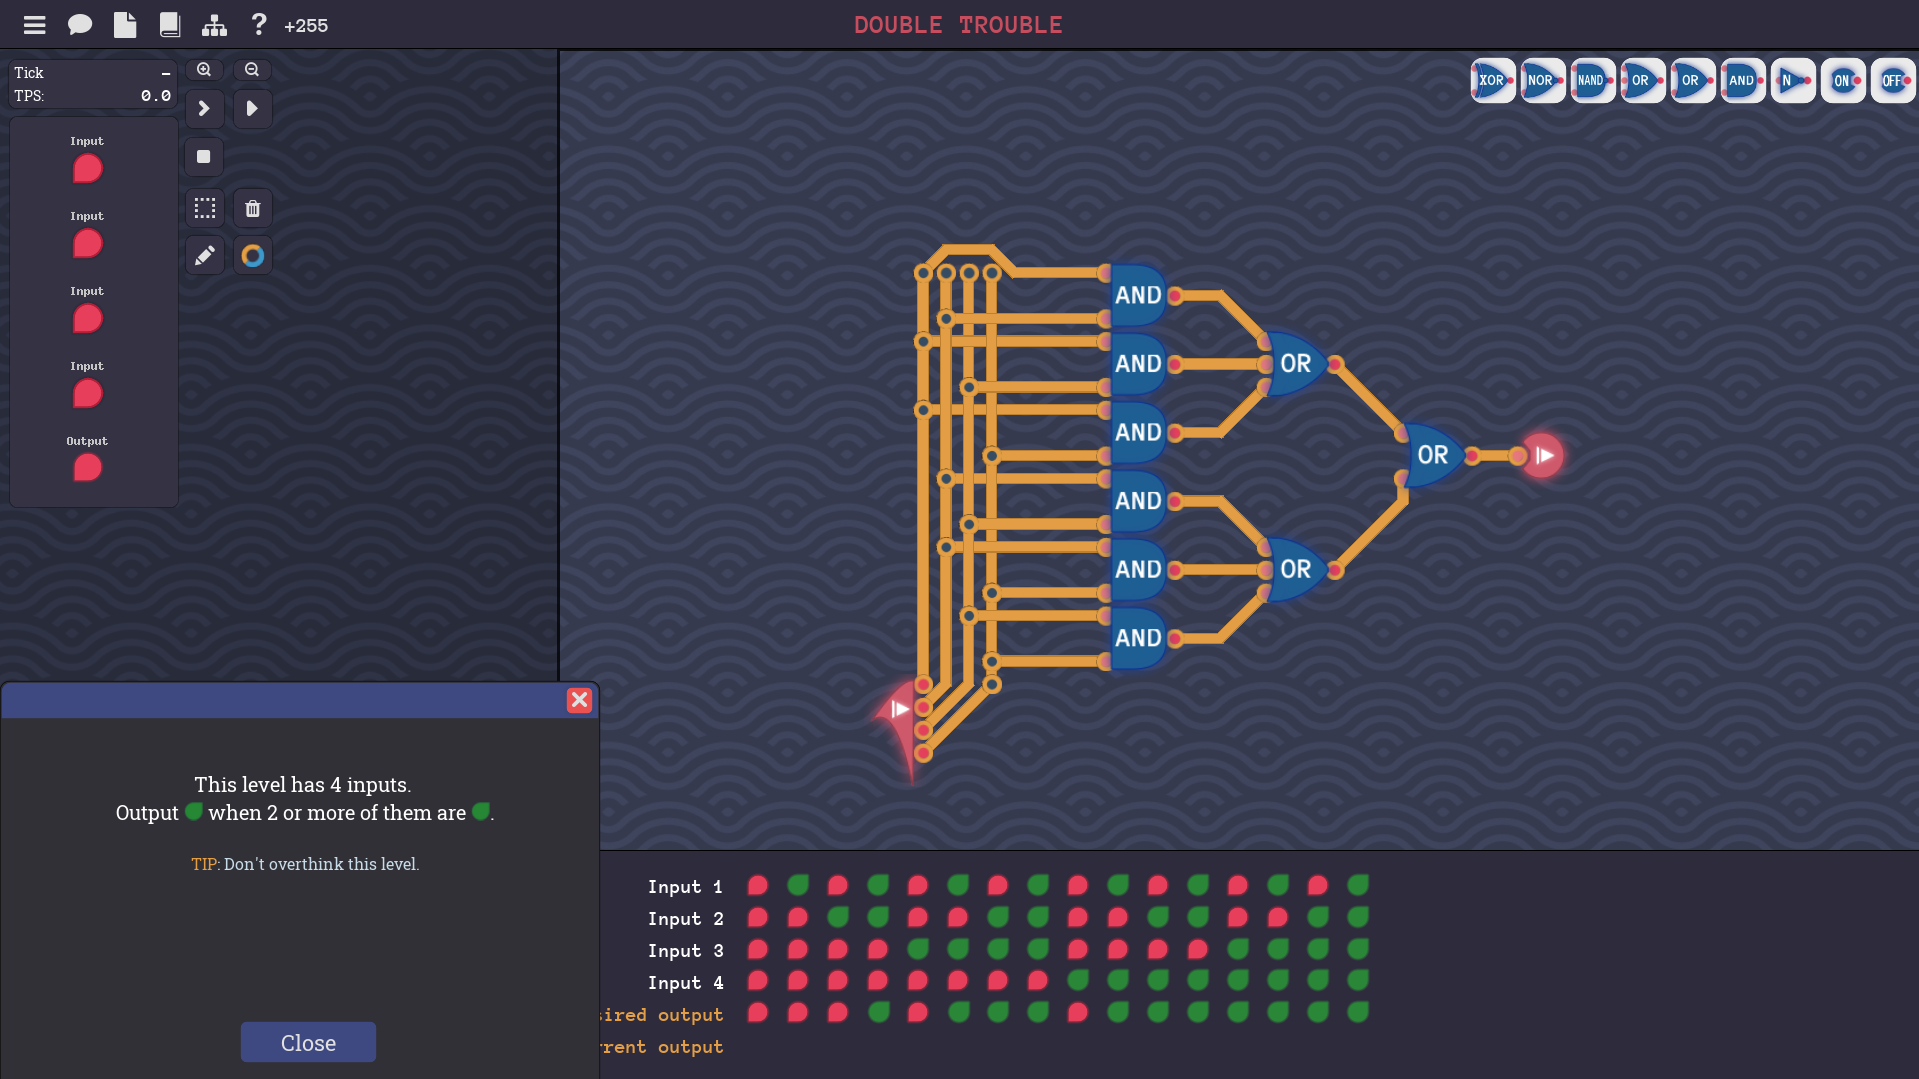 +255
DOUBLE TROUBLE
Tick –
TPS: 0.0
Input
Input
Input
Input
Output
XOR NOR NAND OR OR AND N ON OFF
AND
AND
AND
AND
AND
AND
OR
OR
OR
This level has 4 inputs.
Output when 2 or more of them are .
TIP: Don't overthink this level.
Close
Input 1
Input 2
Input 3
Input 4
sired output
rrent output